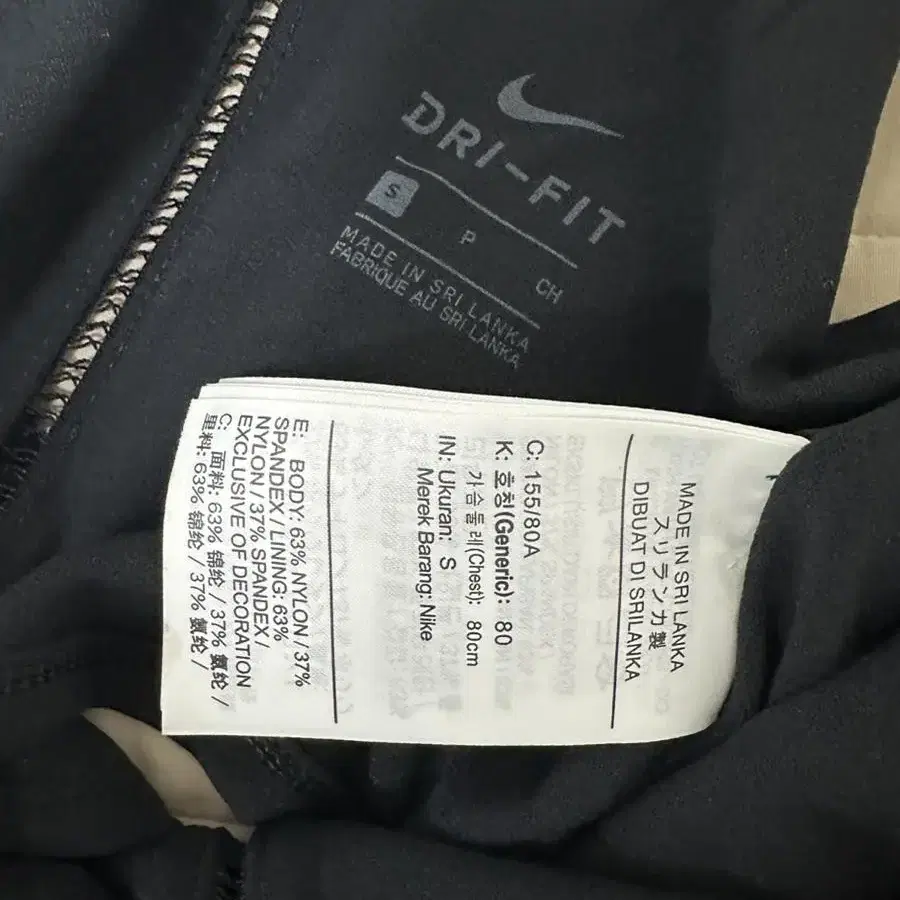 DRI-FIT
S P CH
MADE IN SRI LANKA
FABRIQUE AU SRI LANKA
MADE IN SRI LANKA
スリランカ製
DIBUAT DI SRILANKA
C: 155/80A
K: 호칭(Generic): 80
가슴둘레(Chest): 80cm
IN: Ukuran: S
Merek Barang: Nike
E: BODY: 63% NYLON / 37%
SPANDEX / LINING: 63%
NYLON / 37% SPANDEX /
EXCLUSIVE OF DECORATION
C: 面料: 63% 锦纶 / 37% 氨纶 /
里料: 63% 锦纶 / 37% 氨纶 /